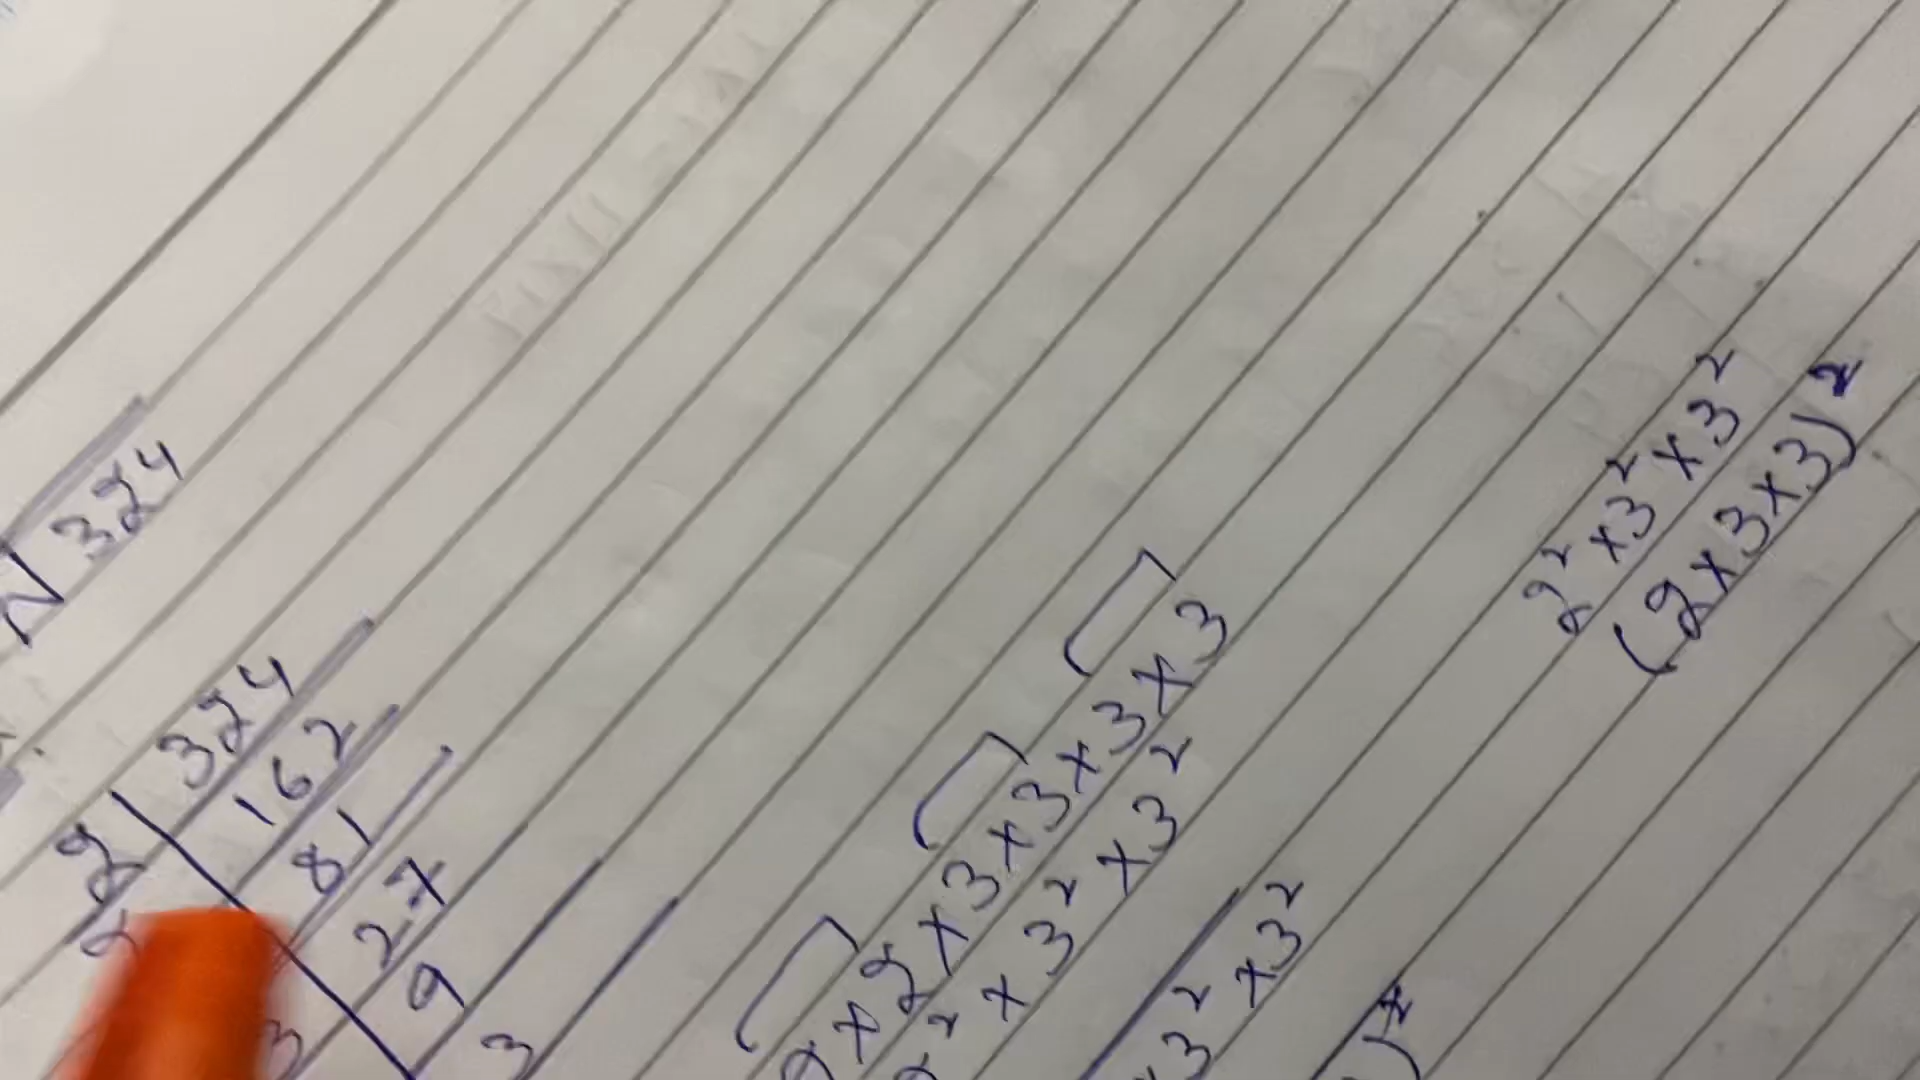 √324
2 | 324
2 | 162
81
27
3 | 9
3
2 × 2 × 3 × 3 × 3 × 3
2² × 3² × 3²
3² × 3²
)²
2² × 3² × 3²
(2 × 3 × 3)²